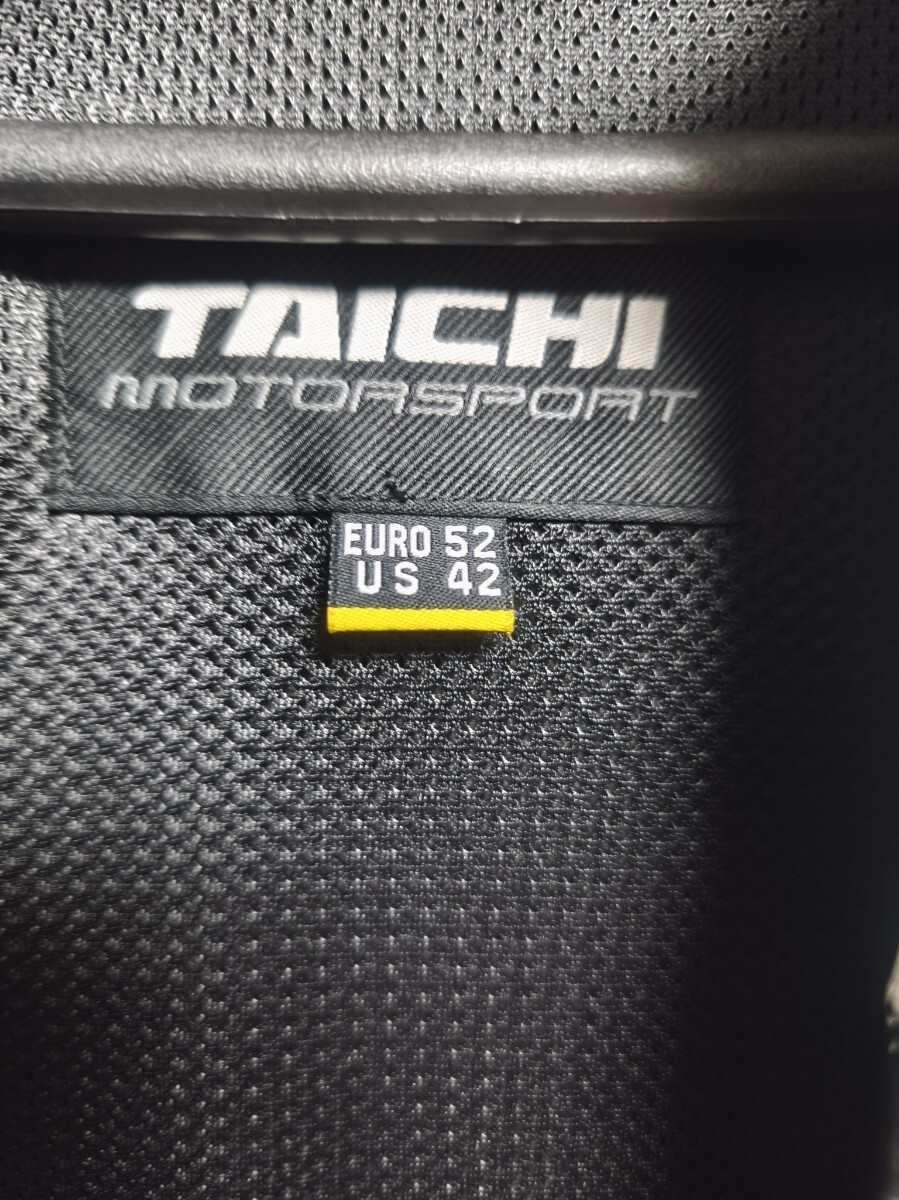 TAICHI
MOTORSPORT
EURO 52
US 42